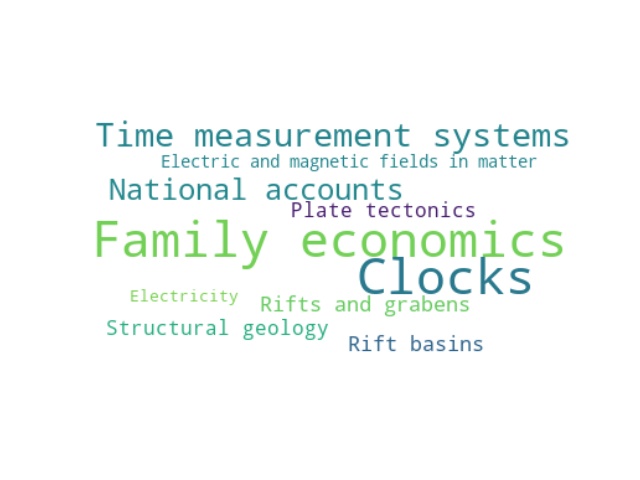 Time measurement systems
Electric and magnetic fields in matter
National accounts
Plate tectonics
Family economics
Clocks
Electricity
Rifts and grabens
Structural geology
Rift basins